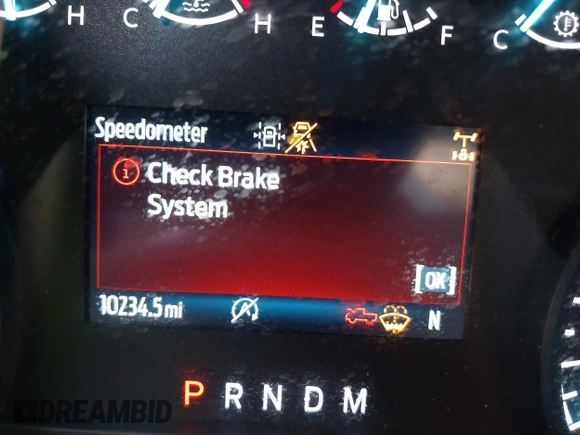 H C H E F C
Speedometer
i Check Brake
System
[OK]
10234.5 mi N
P R N D M
DREAMBID